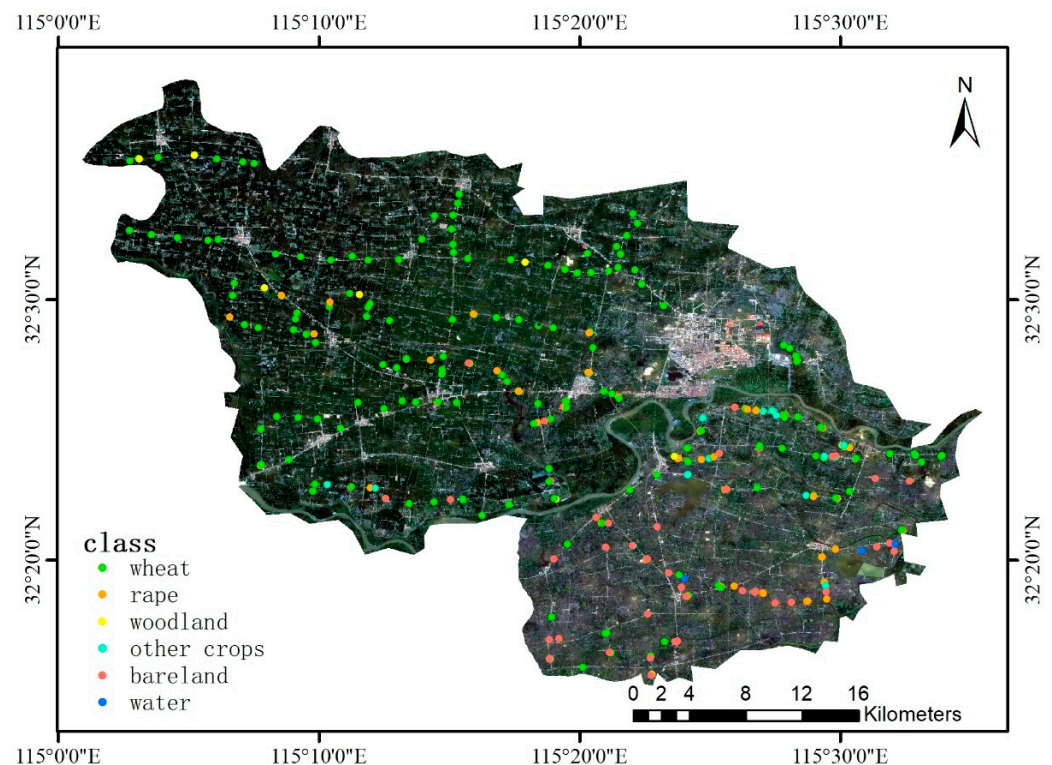 115°0'0"E 115°10'0"E 115°20'0"E 115°30'0"E
N
32°30'0"N 32°30'0"N
32°20'0"N 32°20'0"N
class
wheat
rape
woodland
other crops
bareland
water
0 2 4 8 12 16
Kilometers
115°0'0"E 115°10'0"E 115°20'0"E 115°30'0"E